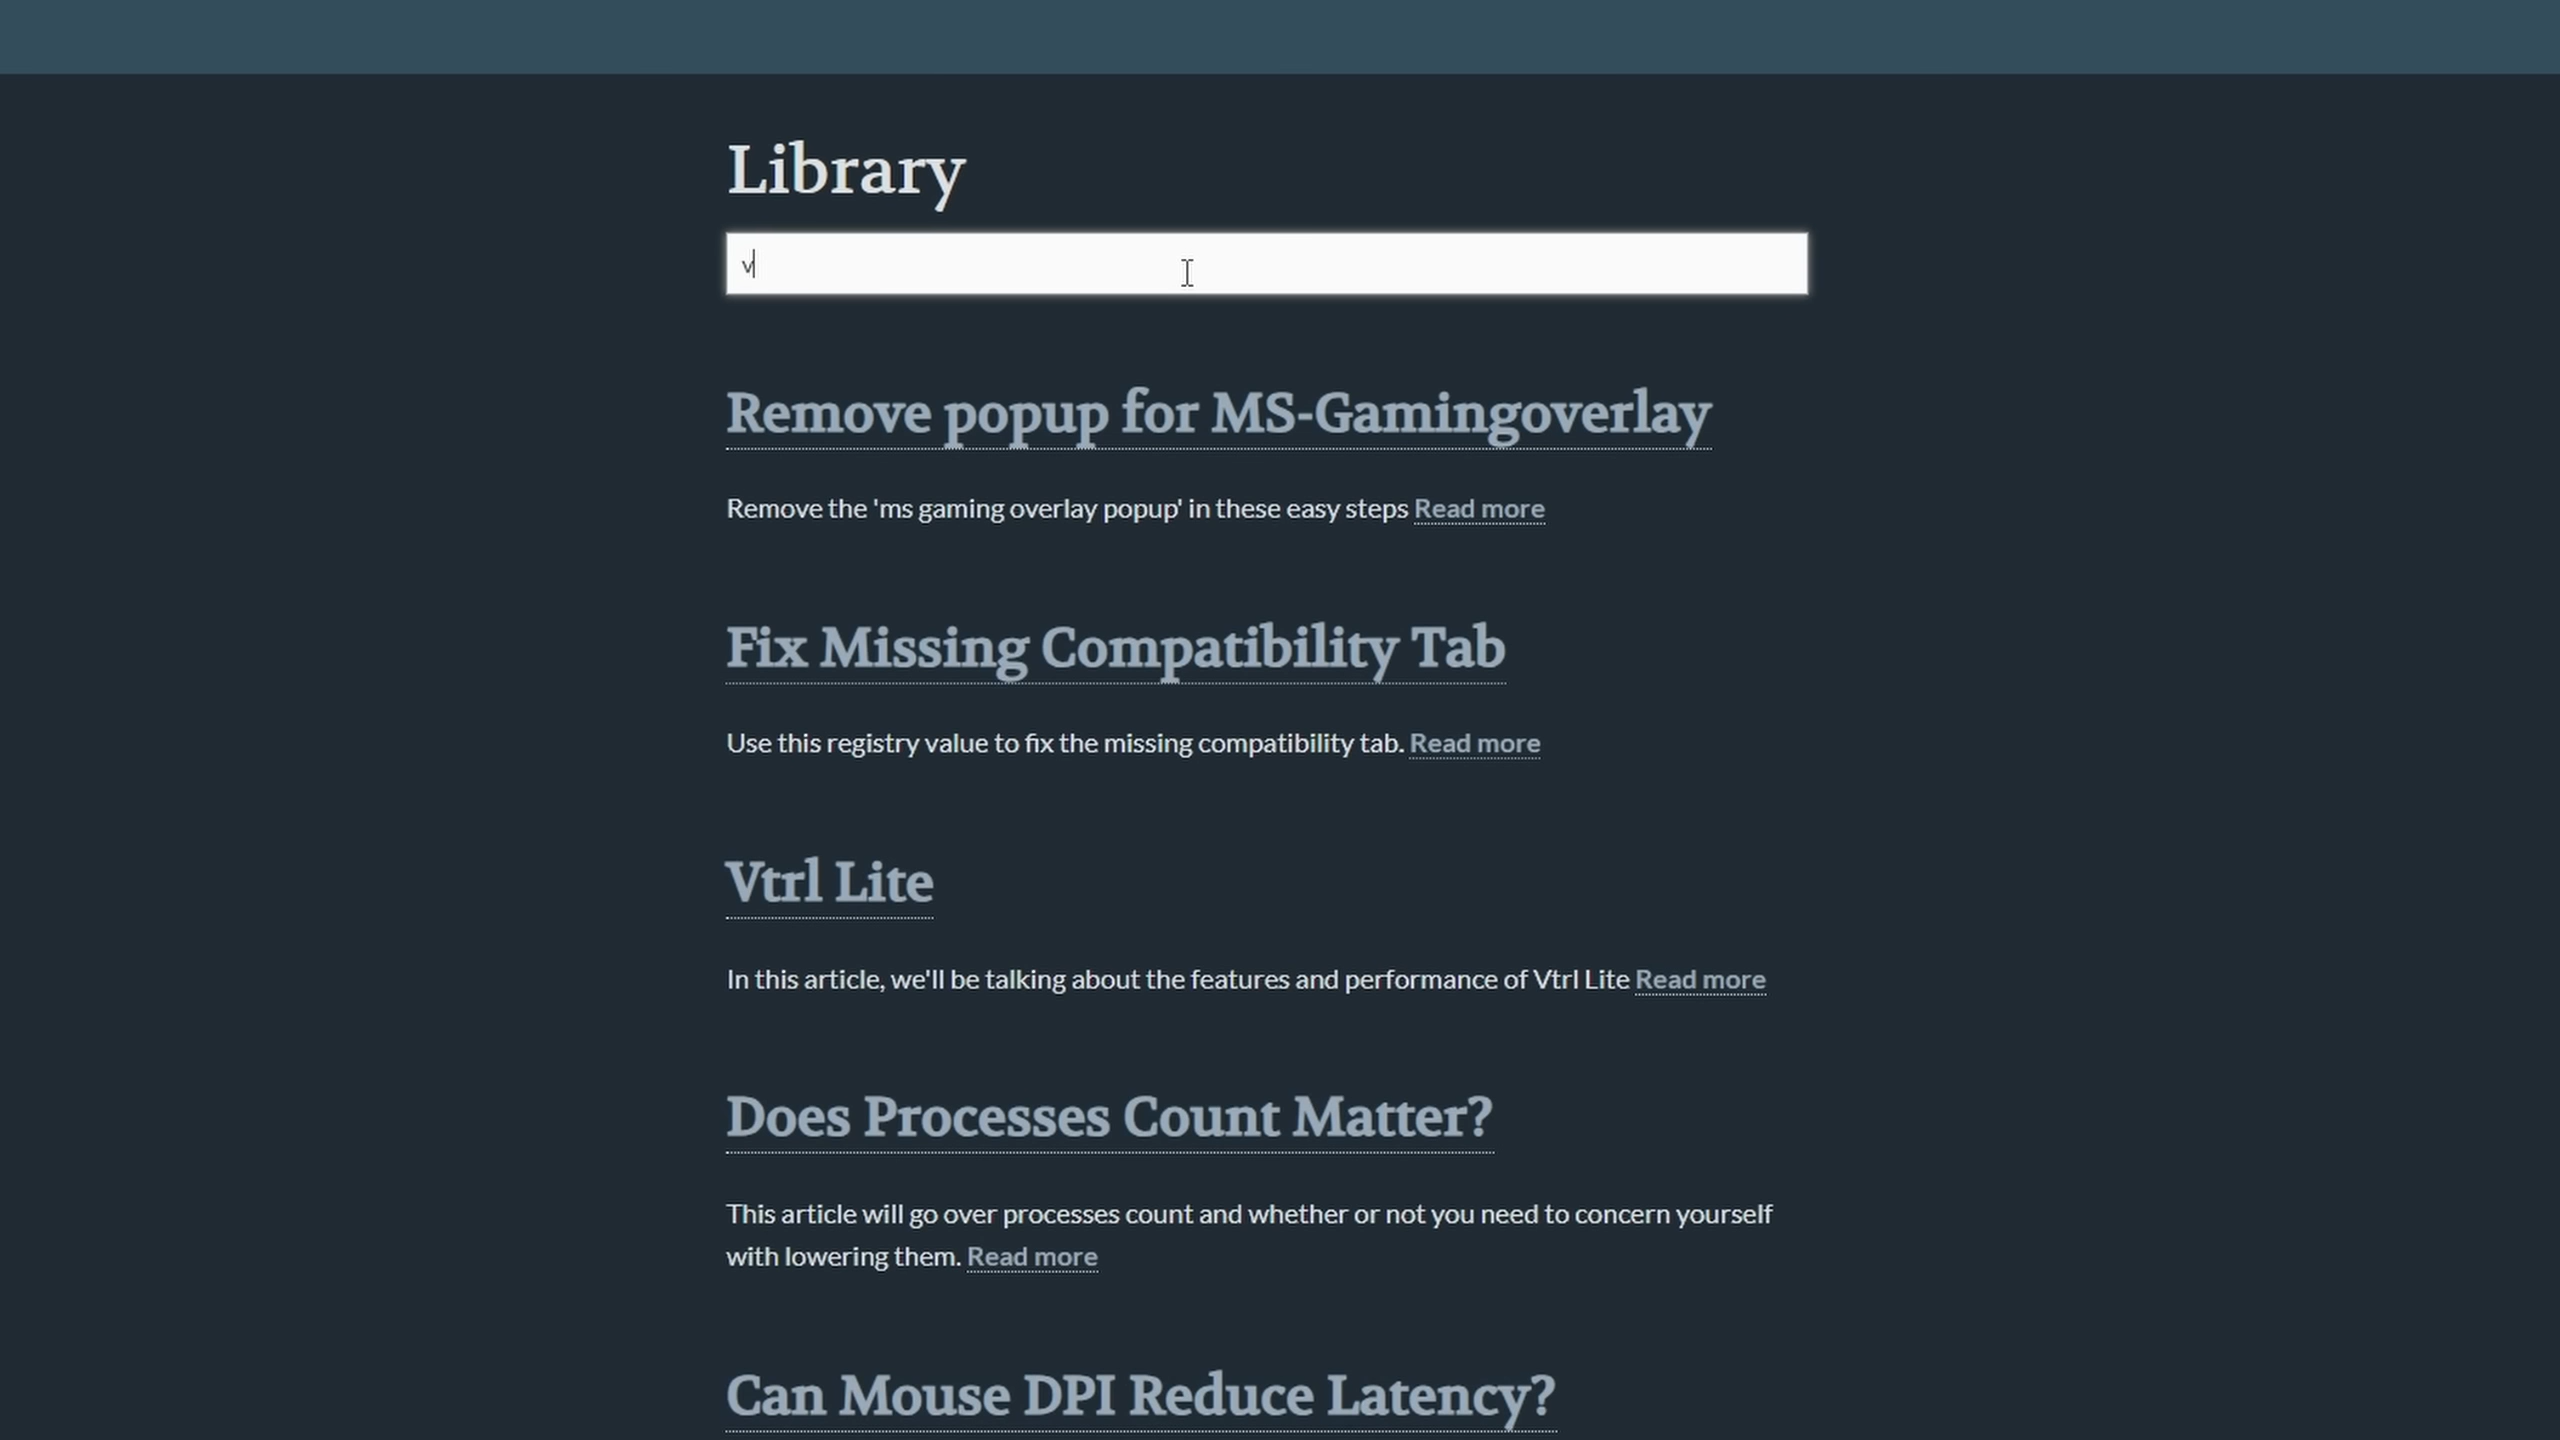 Library
v
Remove popup for MS-Gamingoverlay
Remove the 'ms gaming overlay popup' in these easy steps Read more
Fix Missing Compatibility Tab
Use this registry value to fix the missing compatibility tab. Read more
Vtrl Lite
In this article, we'll be talking about the features and performance of Vtrl Lite Read more
Does Processes Count Matter?
This article will go over processes count and whether or not you need to concern yourself
with lowering them. Read more
Can Mouse DPI Reduce Latency?